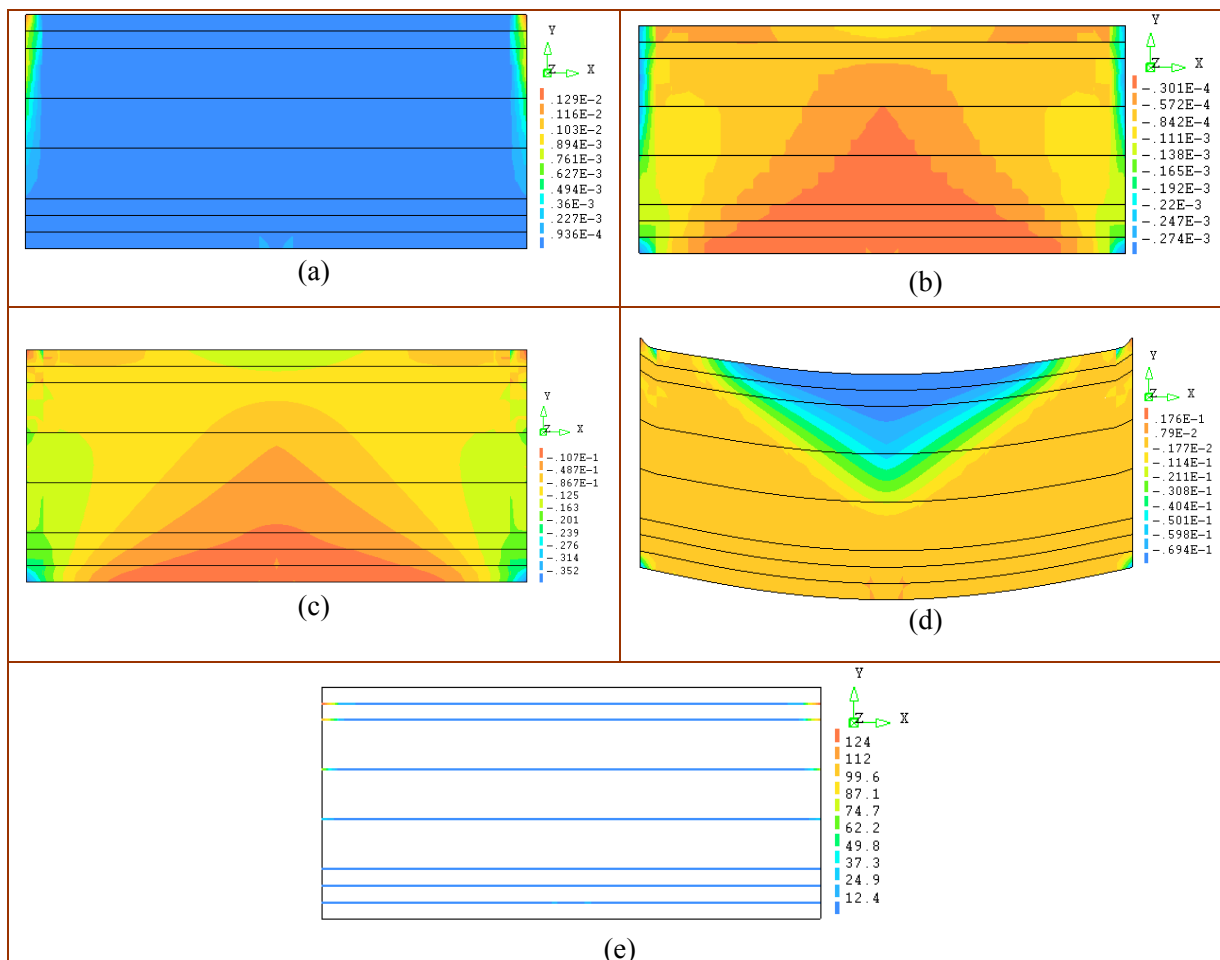 Y
Z X
.129E-2
.116E-2
.103E-2
.894E-3
.761E-3
.627E-3
.494E-3
.36E-3
.227E-3
.936E-4
(a)
Y
Z X
-.301E-4
-.572E-4
-.842E-4
-.111E-3
-.138E-3
-.165E-3
-.192E-3
-.22E-3
-.247E-3
-.274E-3
(b)
Y
Z X
-.107E-1
-.487E-1
-.867E-1
-.125
-.163
-.201
-.239
-.276
-.314
-.352
(c)
Y
Z X
.176E-1
.79E-2
-.177E-2
-.114E-1
-.211E-1
-.308E-1
-.404E-1
-.501E-1
-.598E-1
-.694E-1
(d)
Y
Z X
124
112
99.6
87.1
74.7
62.2
49.8
37.3
24.9
12.4
(e)